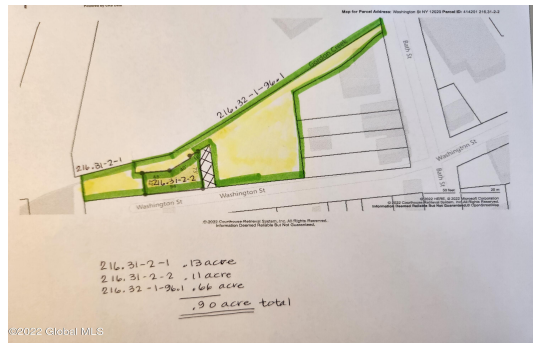 Map for Parcel Address: Washington St NY 12528 Parcel ID: 414201 216.31-2-2
Bath St
216.32-1-96.1
216.31-2-1
216.31-2-2
Washington St
Washington St
Washington St
Bath St
© 2022 Courthouse Retrieval System, Inc. All Rights Reserved.
Information Deemed Reliable But Not Guaranteed.
216.31-2-1 .13 acre
216.31-2-2 .11 acre
216.32-1-96.1 .66 acre
.90 acre total
©2022 Global MLS